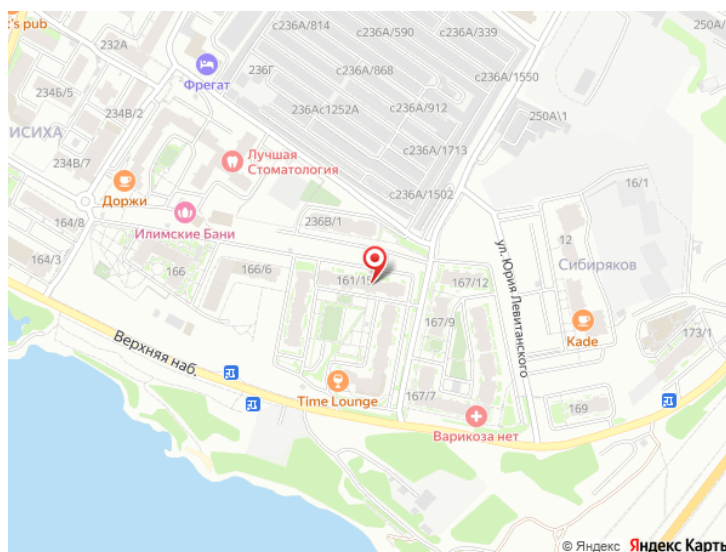 t's pub
232А
234Б/5
234В/2
ИСИХА
234В/7
236Г
Фрегат
с236А/814
с236А/590
с236А/339
с236А/868
с236А/1550
с236Ас1252А
с236А/912
250А\1
250А/
с236А/1713
с236А/1502
Лучшая
Стоматология
Доржи
Илимские Бани
236В/1
164/8
164/3
166
166/6
161/15
167/12
167/9
167/7
ул. Юрия Левитанского
16/1
12
Сибиряков
Kade
173/1
169
Верхняя наб.
Time Lounge
Варикоза нет
© Яндекс Яндекс Карты